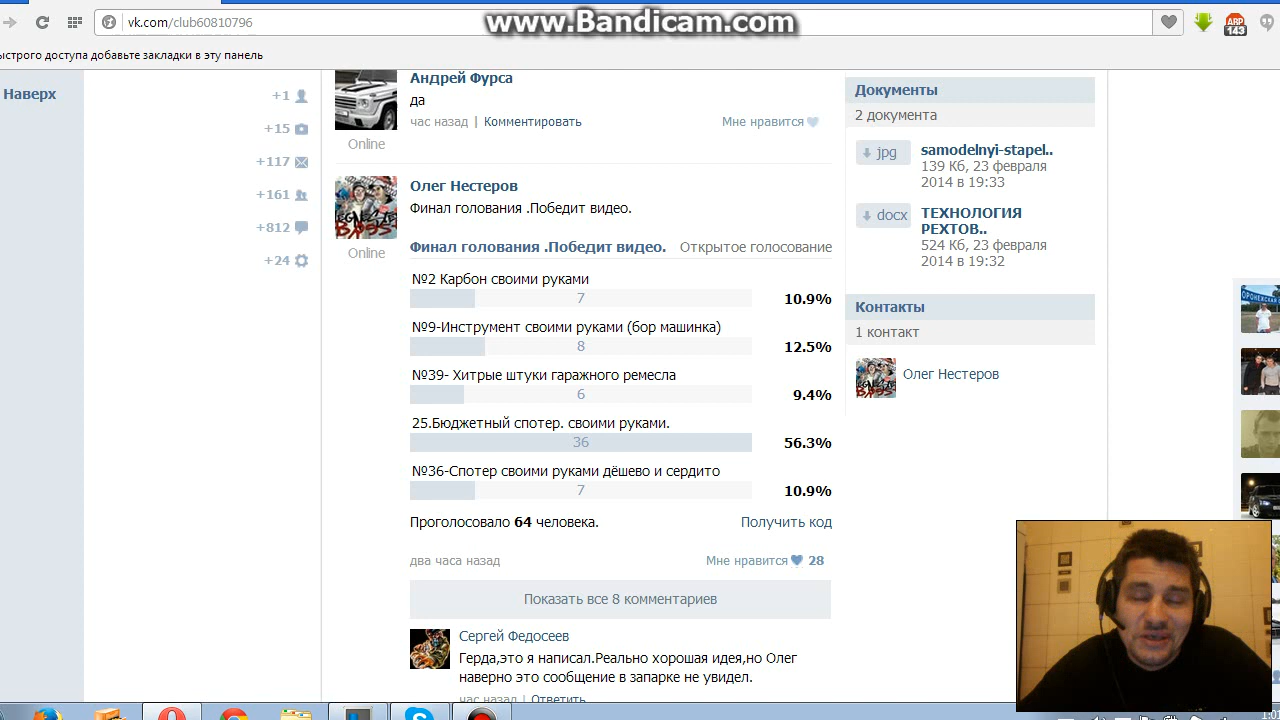 www.Bandicam.com
vk.com/club60810796
ABP
143
ыстрого доступа добавьте закладки в эту панель
Наверх
+1
+15
+117
+161
+812
+24
Андрей Фурса
да
час назад | Комментировать
Мне нравится
Online
Олег Нестеров
Финал голования .Победит видео.
Online
Финал голования .Победит видео.
Открытое голосование
№2 Карбон своими руками
7
10.9%
№9-Инструмент своими руками (бор машинка)
8
12.5%
№39- Хитрые штуки гаражного ремесла
6
9.4%
25.Бюджетный спотер. своими руками.
36
56.3%
№36-Спотер своими руками дёшево и сердито
7
10.9%
Проголосовало 64 человека.
Получить код
два часа назад
Мне нравится 28
Показать все 8 комментариев
Сергей Федосеев
Герда,это я написал.Реально хорошая идея,но Олег
наверно это сообщение в запарке не увидел.
час назад | Ответить
Документы
2 документа
jpg
samodelnyi-stapel..
139 Кб, 23 февраля
2014 в 19:33
docx
ТЕХНОЛОГИЯ
РЕХТОВ..
524 Кб, 23 февраля
2014 в 19:32
Контакты
1 контакт
Олег Нестеров